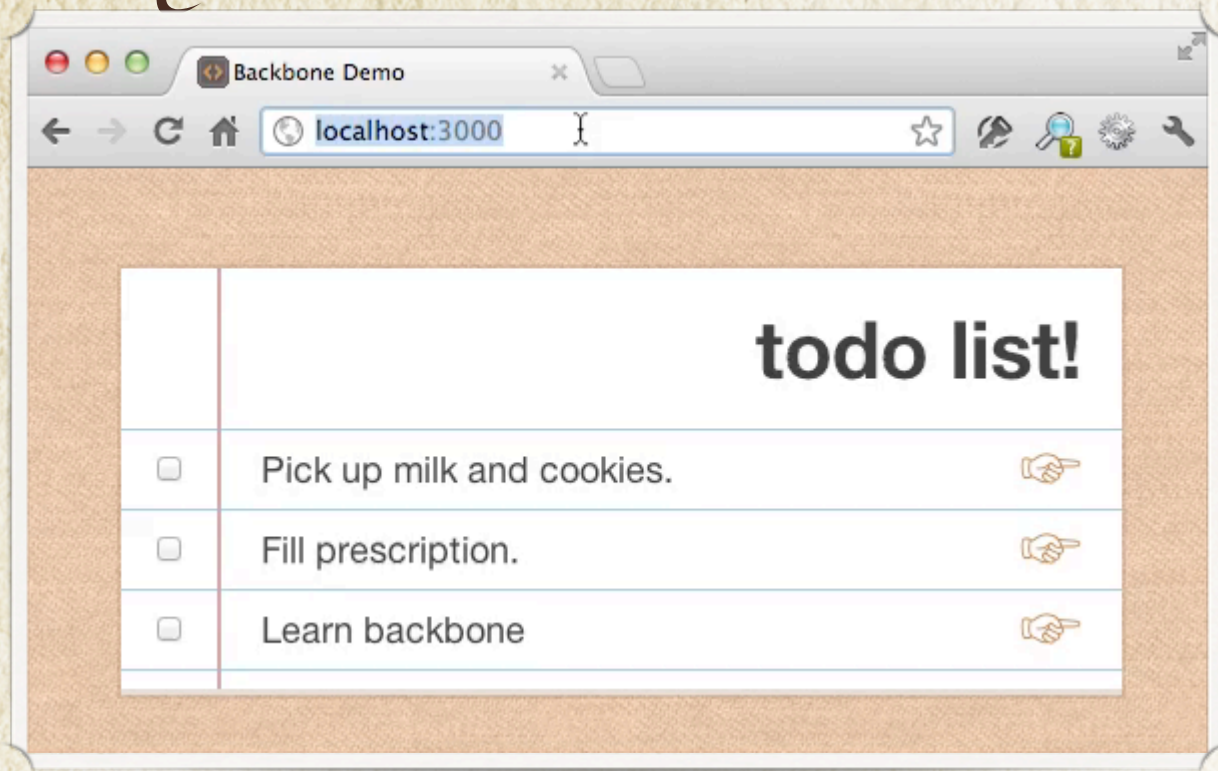 Backbone Demo
localhost:3000
todo list!
Pick up milk and cookies.
Fill prescription.
Learn backbone